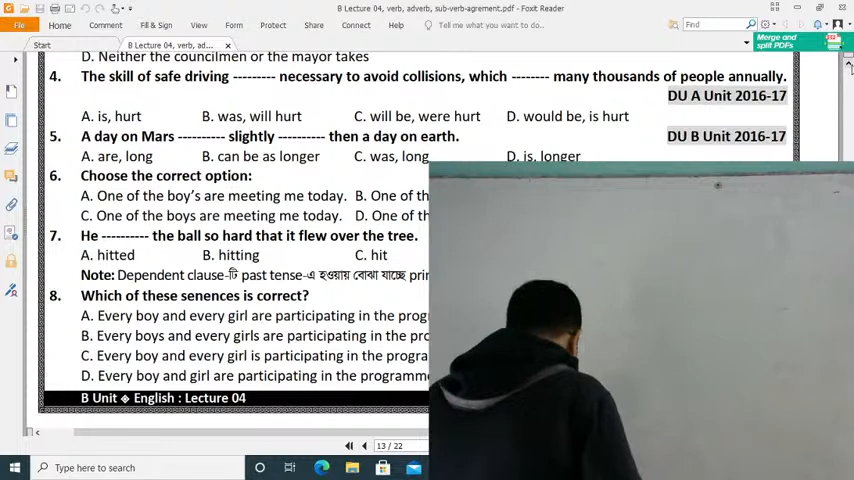 B Lecture 04, verb, adverb, sub-verb-agrement.pdf - Foxit Reader
File Home Comment Fill & Sign View Form Protect Share Connect Help Tell me what you want to do... Find
Start B Lecture 04, verb, ad... Merge and split PDFs
D. Neither the councilmen or the mayor takes
4. The skill of safe driving --------- necessary to avoid collisions, which -------- many thousands of people annually.
DU A Unit 2016-17
A. is, hurt B. was, will hurt C. will be, were hurt D. would be, is hurt
5. A day on Mars ---------- slightly ---------- then a day on earth. DU B Unit 2016-17
A. are, long B. can be as longer C. was, long D. is, longer
6. Choose the correct option:
A. One of the boy's are meeting me today. B. One of th
C. One of the boys are meeting me today. D. One of th
7. He ---------- the ball so hard that it flew over the tree.
A. hitted B. hitting C. hit
Note: Dependent clause-টি past tense-এ হওয়ায় বোঝা যাচ্ছে prin
8. Which of these senences is correct?
A. Every boy and every girl are participating in the progr
B. Every boys and every girls are participating in the pr
C. Every boy and every girl is participating in the progra
D. Every boy and girl are participating in the programme
B Unit ❖ English : Lecture 04
13 / 22
Type here to search